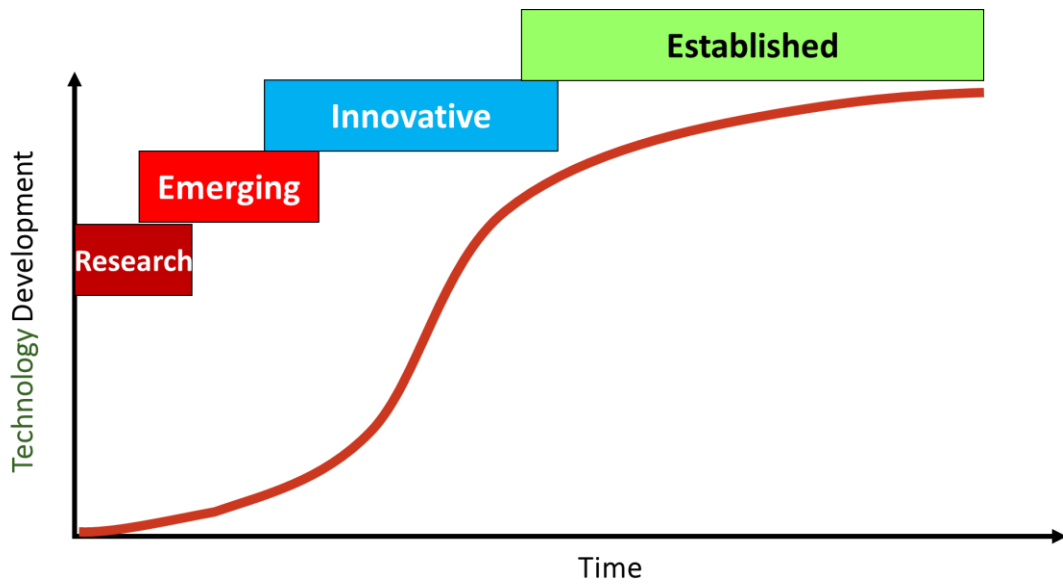 Established
Innovative
Emerging
Research
Technology Development
Time